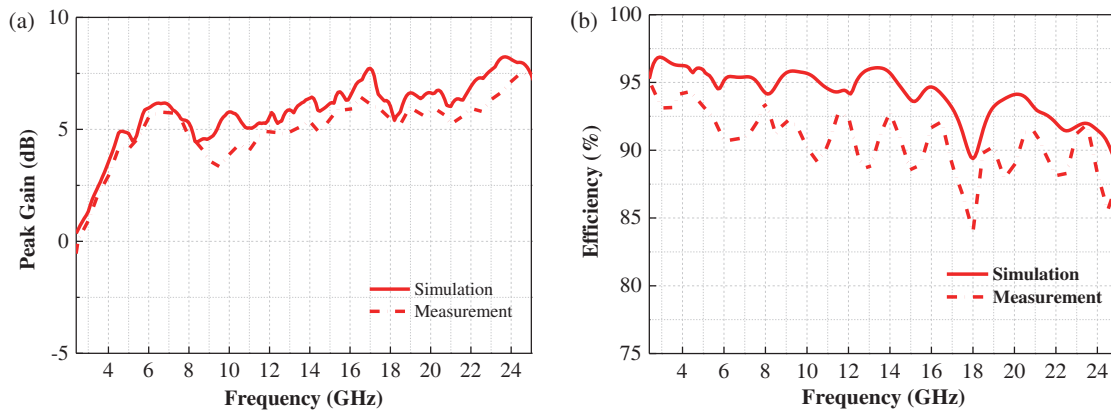 (a)
10
5
0
-5
Peak Gain (dB)
Simulation
Measurement
4 6 8 10 12 14 16 18 20 22 24
Frequency (GHz)
(b)
100
95
90
85
80
75
Efficiency (%)
Simulation
Measurement
4 6 8 10 12 14 16 18 20 22 24
Frequency (GHz)